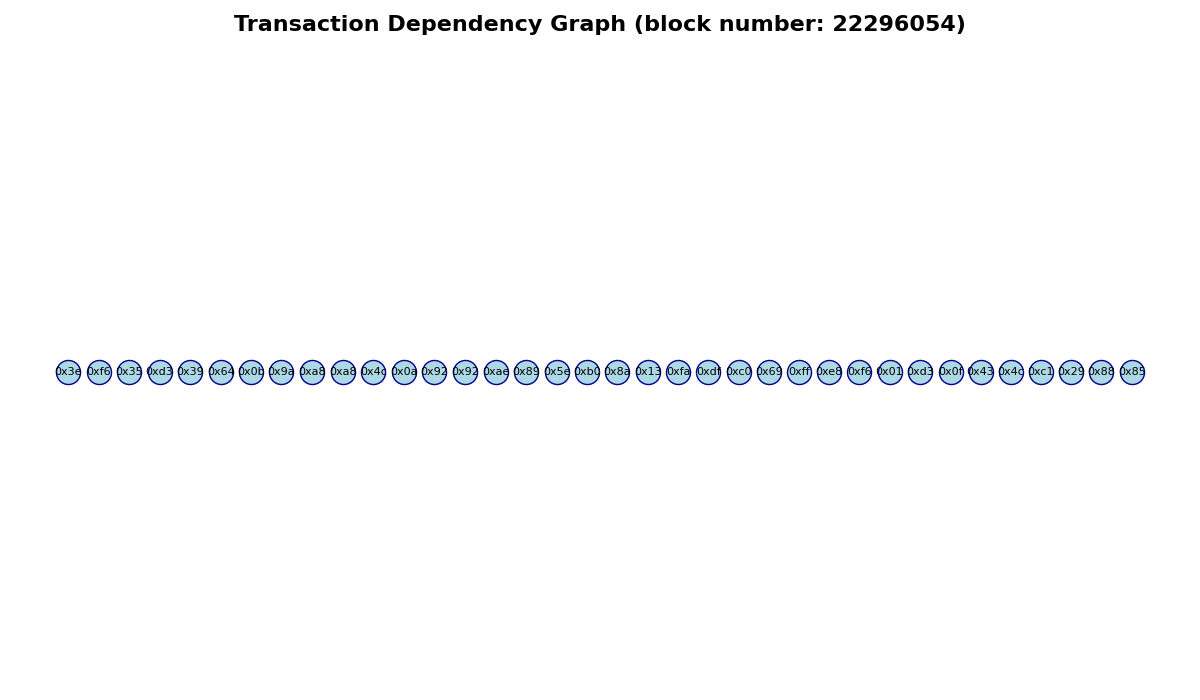 Transaction Dependency Graph (block number: 22296054)
0x3e 0xf6 0x35 0xd3 0x39 0x64 0x0b 0x9a 0xa8 0xa8 0x4c 0x0a 0x92 0x92 0xae 0x89 0x5e 0xb0 0x8a 0x13 0xfa 0xdf 0xc0 0x69 0xff 0xe8 0xf6 0x01 0xd3 0x0f 0x43 0x4c 0xc1 0x29 0x88 0x85